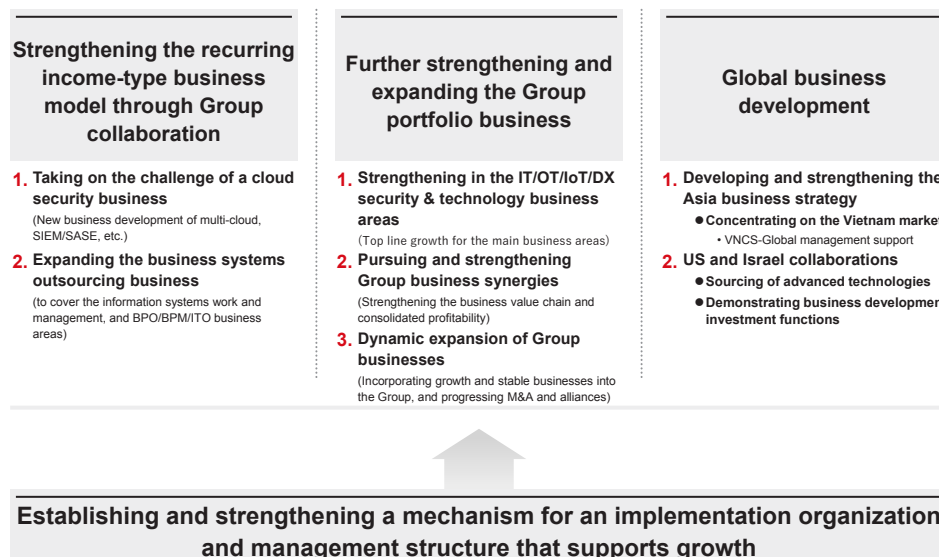 Strengthening the recurring
income-type business
model through Group
collaboration
1. Taking on the challenge of a cloud
security business
(New business development of multi-cloud,
SIEM/SASE, etc.)
2. Expanding the business systems
outsourcing business
(to cover the information systems work and
management, and BPO/BPM/ITO business
areas)
Further strengthening and
expanding the Group
portfolio business
1. Strengthening in the IT/OT/IoT/DX
security & technology business
areas
(Top line growth for the main business areas)
2. Pursuing and strengthening
Group business synergies
(Strengthening the business value chain and
consolidated profitability)
3. Dynamic expansion of Group
businesses
(Incorporating growth and stable businesses into
the Group, and progressing M&A and alliances)
Global business
development
1. Developing and strengthening the
Asia business strategy
● Concentrating on the Vietnam market
• VNCS-Global management support
2. US and Israel collaborations
● Sourcing of advanced technologies
● Demonstrating business developmen
investment functions
Establishing and strengthening a mechanism for an implementation organization
and management structure that supports growth